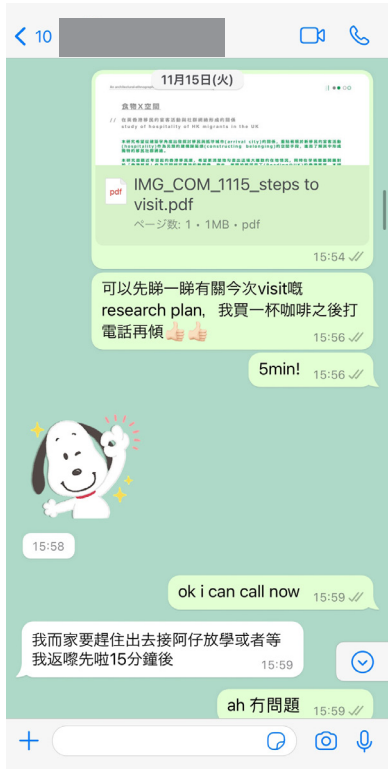 10
11月15日(火)
食物X空間
study of hospitality of HK migrants in the UK
pdf
IMG_COM_1115_steps to
visit.pdf
ページ数: 1 • 1MB • pdf
15:54
可以先睇一睇有關今次visit嘅
research plan，我買一杯咖啡之後打
電話再傾👍🏻👍🏻
15:56
5min!
15:56
15:58
ok i can call now
15:59
我而家要趕住出去接阿仔放學或者等
我返嚟先啦15分鐘後
15:59
ah 冇問題
15:59